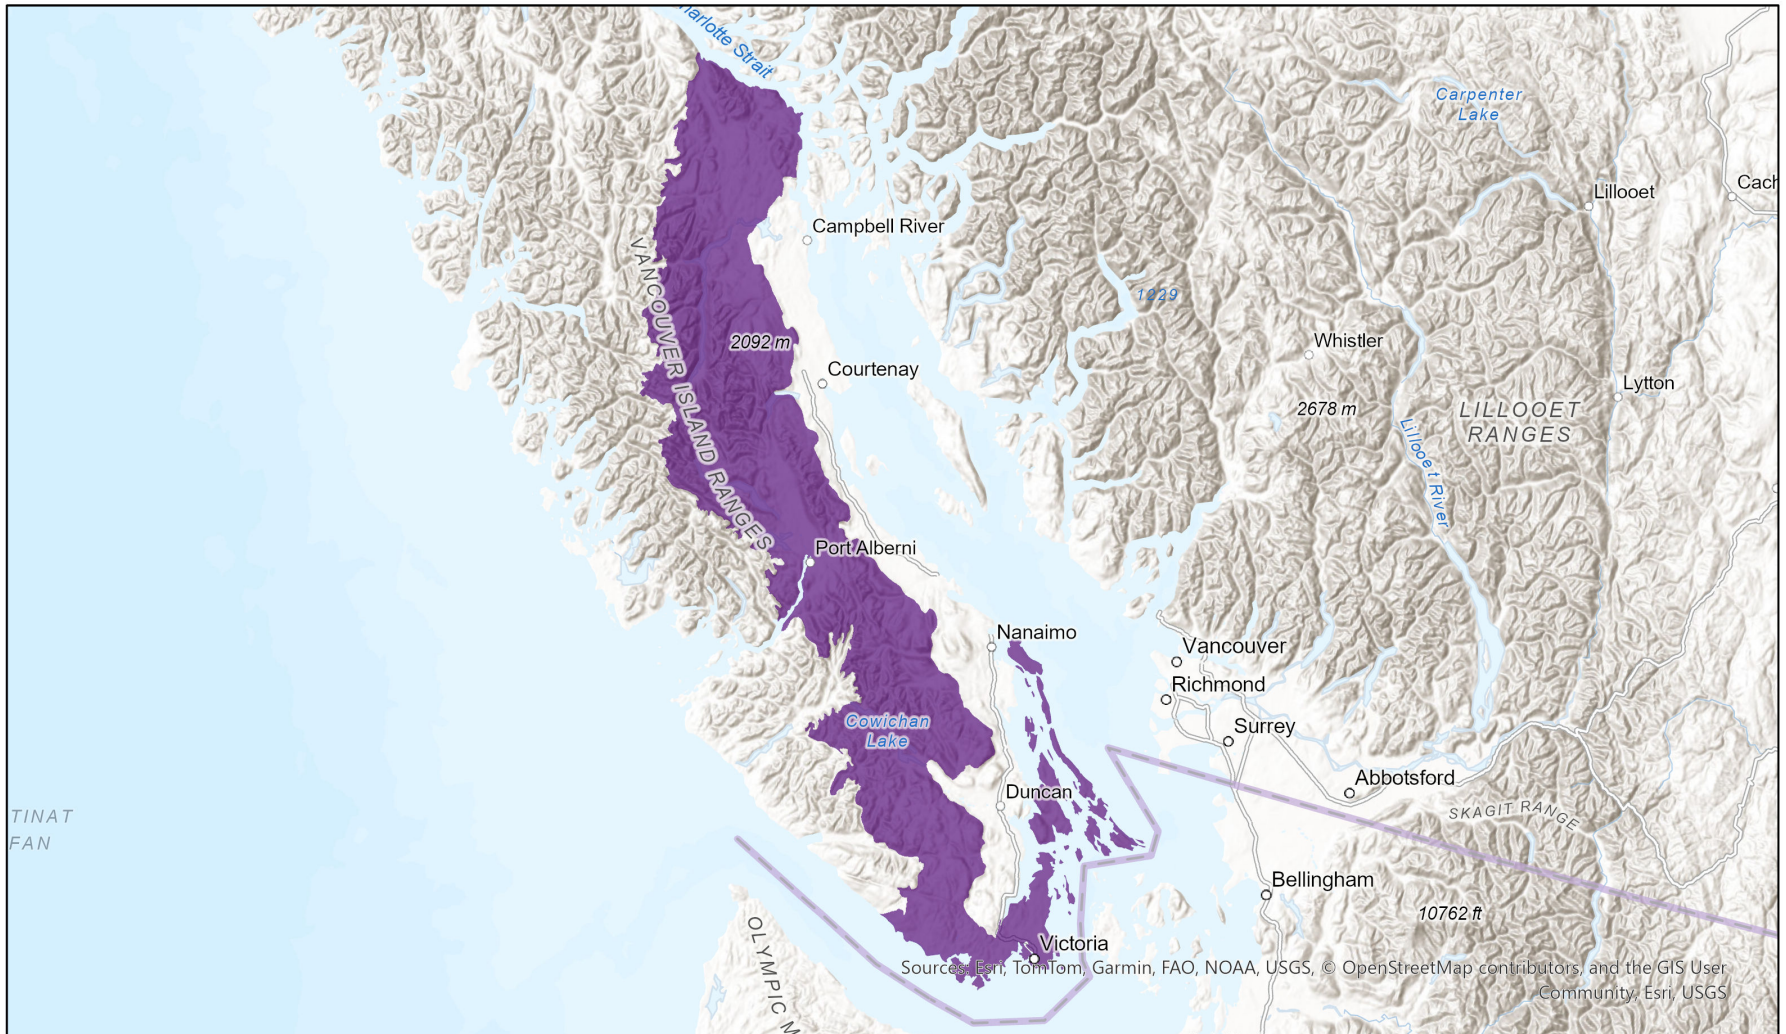 harlotte Strait
Carpenter
Lake
Lillooet
Cach
Campbell River
1229
VANCOUVER ISLAND RANGES
2092 m
Whistler
Courtenay
Lytton
2678 m
LILLOOET
RANGES
Lillooet River
Port Alberni
Nanaimo
Vancouver
Richmond
Cowichan
Lake
Surrey
Abbotsford
Duncan
TINAT
FAN
SKAGIT RANGE
Bellingham
10762 ft
OLYMPIC M
Victoria
Sources: Esri, TomTom, Garmin, FAO, NOAA, USGS, © OpenStreetMap contributors, and the GIS User
Community, Esri, USGS